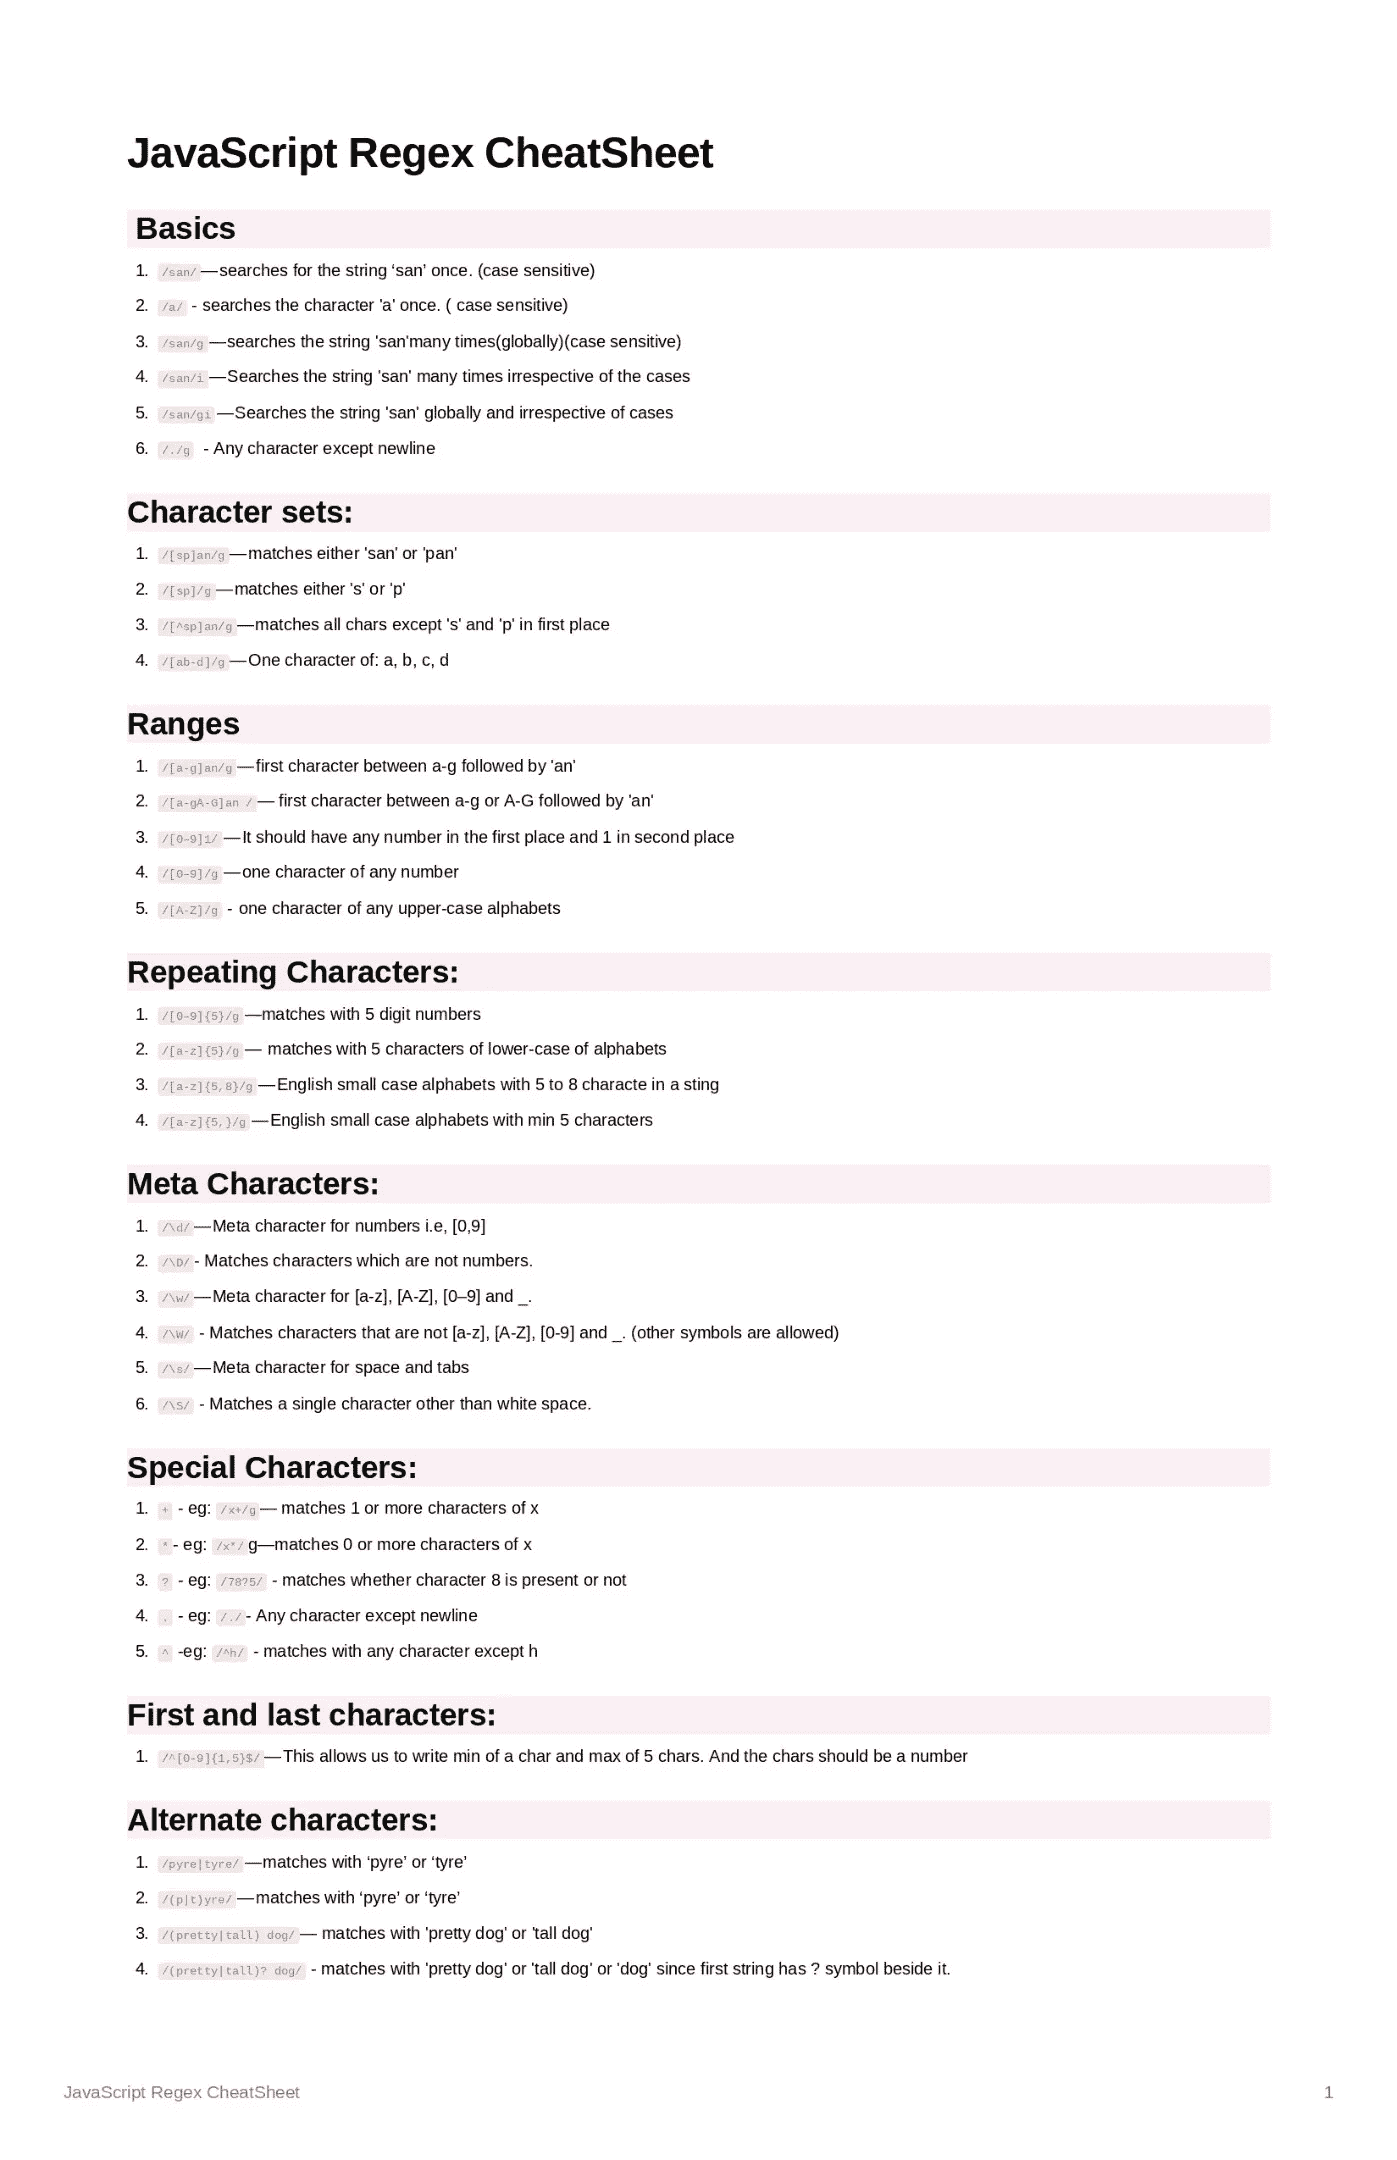 JavaScript Regex CheatSheet
Basics
1. /san/ —searches for the string ‘san’ once. (case sensitive)
2. /a/ - searches the character 'a' once. ( case sensitive)
3. /san/g —searches the string 'san'many times(globally)(case sensitive)
4. /san/i —Searches the string 'san' many times irrespective of the cases
5. /san/gi —Searches the string 'san' globally and irrespective of cases
6. /./g - Any character except newline
Character sets:
1. /[sp]an/g —matches either 'san' or 'pan'
2. /[sp]/g —matches either 's' or 'p'
3. /[^sp]an/g —matches all chars except 's' and 'p' in first place
4. /[ab-d]/g —One character of: a, b, c, d
Ranges
1. /[a-g]an/g —first character between a-g followed by 'an'
2. /[a-gA-G]an / — first character between a-g or A-G followed by 'an'
3. /[0–9]1/ —It should have any number in the first place and 1 in second place
4. /[0–9]/g —one character of any number
5. /[A-Z]/g - one character of any upper-case alphabets
Repeating Characters:
1. /[0–9]{5}/g —matches with 5 digit numbers
2. /[a-z]{5}/g — matches with 5 characters of lower-case of alphabets
3. /[a-z]{5,8}/g —English small case alphabets with 5 to 8 characte in a sting
4. /[a-z]{5,}/g —English small case alphabets with min 5 characters
Meta Characters:
1. /\d/ —Meta character for numbers i.e, [0,9]
2. /\D/ - Matches characters which are not numbers.
3. /\w/ —Meta character for [a-z], [A-Z], [0–9] and _.
4. /\W/ - Matches characters that are not [a-z], [A-Z], [0-9] and _. (other symbols are allowed)
5. /\s/ —Meta character for space and tabs
6. /\S/ - Matches a single character other than white space.
Special Characters:
1. + - eg: /x+/g — matches 1 or more characters of x
2. * - eg: /x*/ g—matches 0 or more characters of x
3. ? - eg: /78?5/ - matches whether character 8 is present or not
4. . - eg: /./ - Any character except newline
5. ^ -eg: /^h/ - matches with any character except h
First and last characters:
1. /^[0-9]{1,5}$/ —This allows us to write min of a char and max of 5 chars. And the chars should be a number
Alternate characters:
1. /pyre|tyre/ —matches with ‘pyre’ or ‘tyre’
2. /(p|t)yre/ —matches with ‘pyre’ or ‘tyre’
3. /(pretty|tall) dog/ — matches with 'pretty dog' or 'tall dog'
4. /(pretty|tall)? dog/ - matches with 'pretty dog' or 'tall dog' or 'dog' since first string has ? symbol beside it.
JavaScript Regex CheatSheet 1